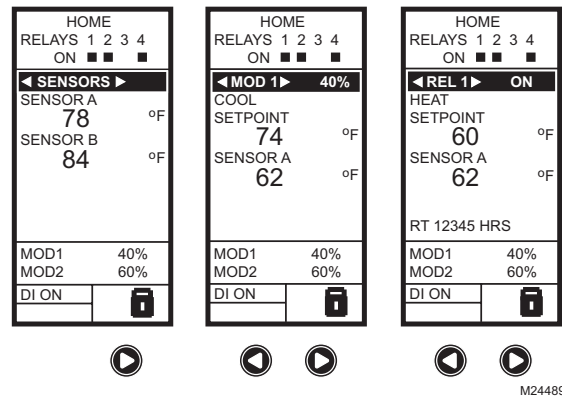 HOME
RELAYS 1 2 3 4
ON ■ ■ ■
◀ SENSORS ▶
SENSOR A
78 ºF
SENSOR B
84 ºF
MOD1 40%
MOD2 60%
DI ON
HOME
RELAYS 1 2 3 4
ON ■ ■ ■
◀ MOD 1 ▶ 40%
COOL
SETPOINT
74 ºF
SENSOR A
62 ºF
MOD1 40%
MOD2 60%
DI ON
HOME
RELAYS 1 2 3 4
ON ■ ■ ■
◀ REL 1 ▶ ON
HEAT
SETPOINT
60 ºF
SENSOR A
62 ºF
RT 12345 HRS
MOD1 40%
MOD2 60%
DI ON
M24489